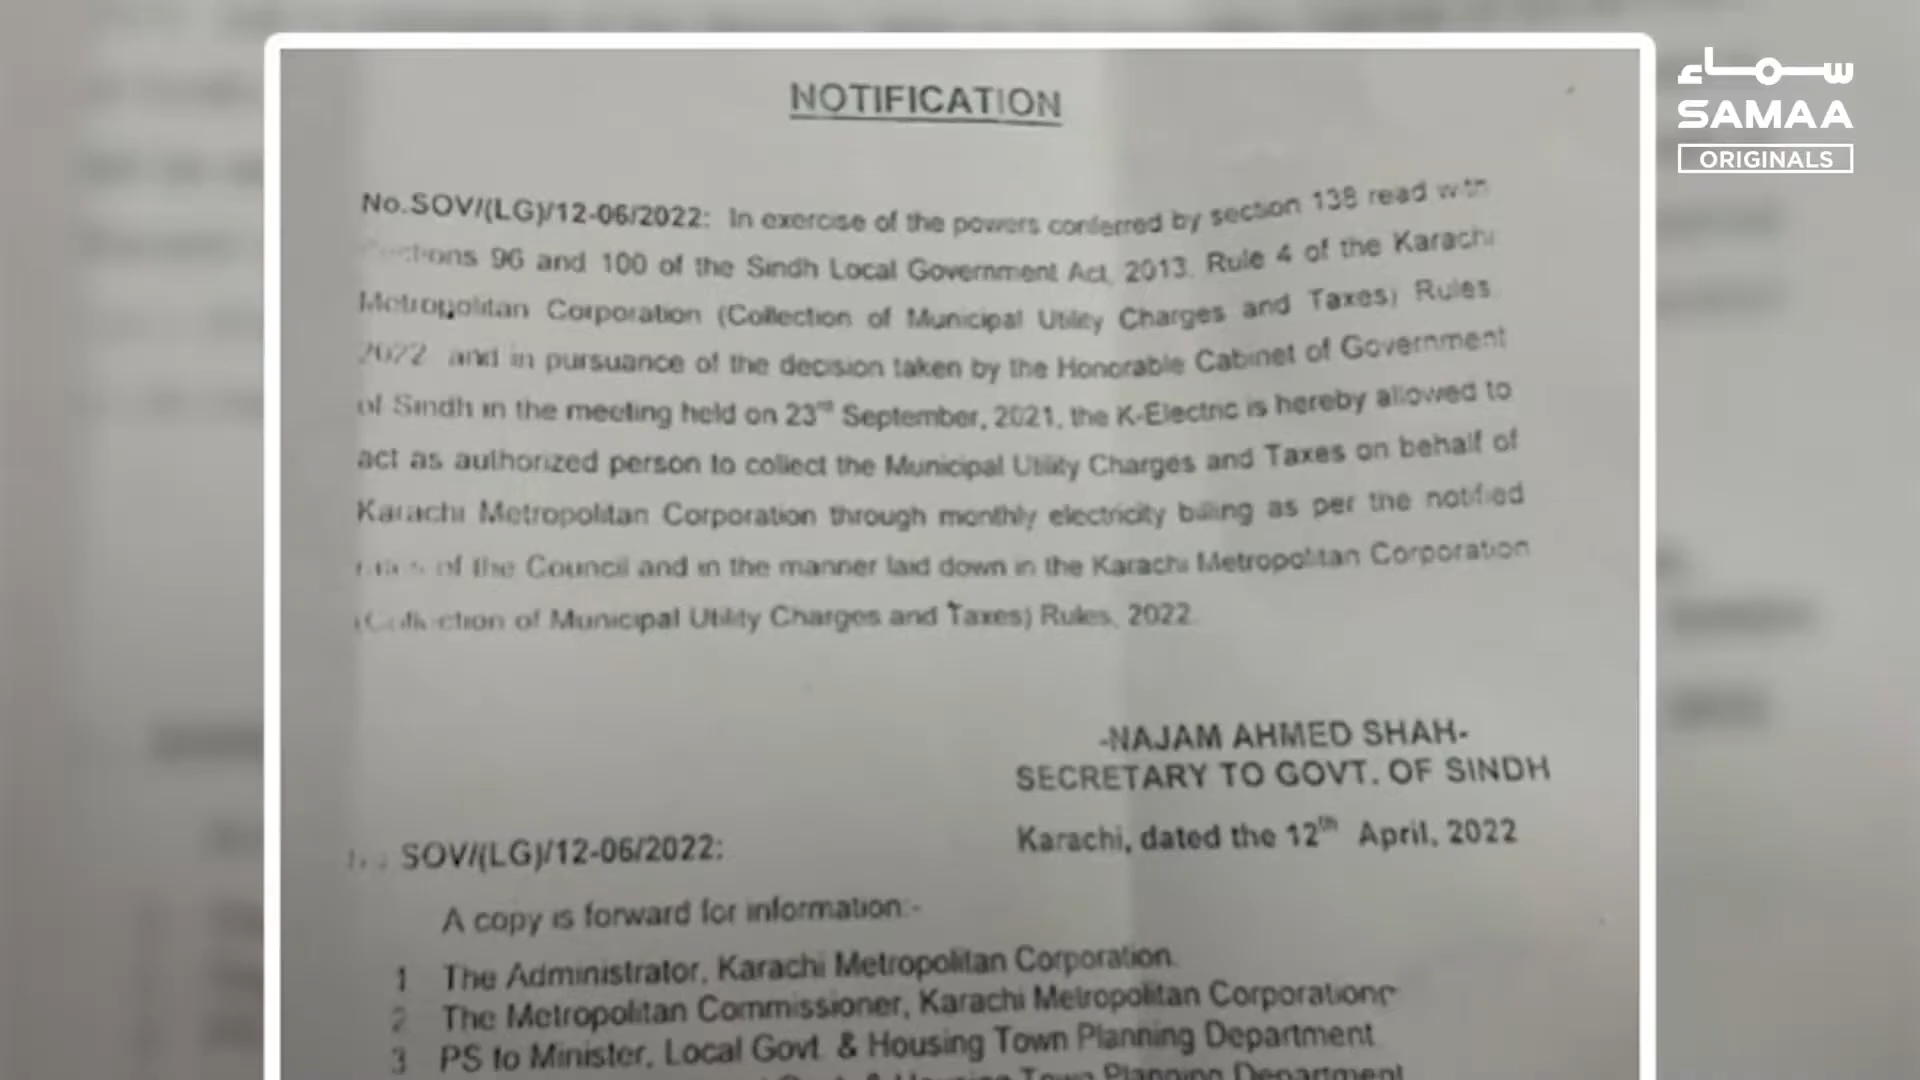 سماء
SAMAA
ORIGINALS
NOTIFICATION
No.SOV/(LG)/12-06/2022: In exercise of the powers conferred by section 138 read with
96 and 100 of the Sindh Local Government Act, 2013, Rule 4 of the Karachi
Metropolitan Corporation (Collection of Municipal Utility Charges and Taxes) Rules
2022 and in pursuance of the decision taken by the Honorable Cabinet of Government
of Sindh in the meeting held on 23rd September, 2021, the K-Electric is hereby allowed to
act as authorized person to collect the Municipal Utility Charges and Taxes on behalf of
Karachi Metropolitan Corporation through monthly electricity billing as per the notified
of the Council and in the manner laid down in the Karachi Metropolitan Corporation
(Collection of Municipal Utility Charges and Taxes) Rules, 2022.
-NAJAM AHMED SHAH-
SECRETARY TO GOVT. OF SINDH
Karachi, dated the 12th April, 2022
SOV/(LG)/12-06/2022:
A copy is forward for information:-
1 The Administrator, Karachi Metropolitan Corporation.
2 The Metropolitan Commissioner, Karachi Metropolitan Corporation
3 PS to Minister, Local Govt. & Housing Town Planning Department
& Housing Town Planning Department